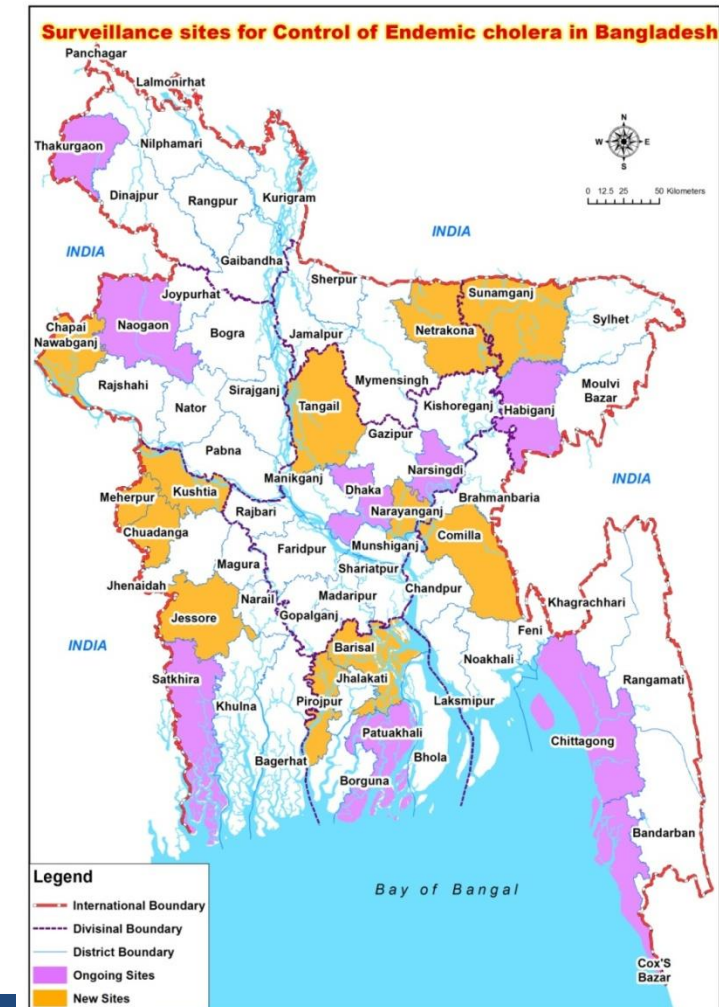 Surveillance sites for Control of Endemic cholera in Bangladesh
Panchagar
Lalmonirhat
N
W E
S
Thakurgaon
Nilphamari
0 12.5 25 50 Kilometers
Dinajpur
Rangpur
Kurigram
INDIA
INDIA
Gaibandha
Sherpur
Joypurhat
Sunamganj
Naogaon
Chapai
Nawabganj
Bogra
Jamalpur
Netrakona
Sylhet
Rajshahi
Sirajganj
Mymensingh
Moulvi
Bazar
Nator
Tangail
Kishoreganj
Habiganj
Pabna
Gazipur
Narsingdi
INDIA
Manikganj
Dhaka
Meherpur
Kushtia
Rajbari
Narayanganj
Brahmanbaria
Chuadanga
Comilla
Faridpur
Munshiganj
Magura
Shariatpur
Jhenaidah
Madaripur
Chandpur
Khagrachhari
Narail
Jessore
Gopalganj
Feni
INDIA
Barisal
Noakhali
Rangamati
Satkhira
Jhalakati
Khulna
Pirojpur
Laksmipur
Patuakhali
Chittagong
Bagerhat
Bhola
Borguna
Bandarban
Legend
International Boundary
Divisinal Boundary
District Boundary
Ongoing Sites
New Sites
Bay of Bangal
Cox'S
Bazar